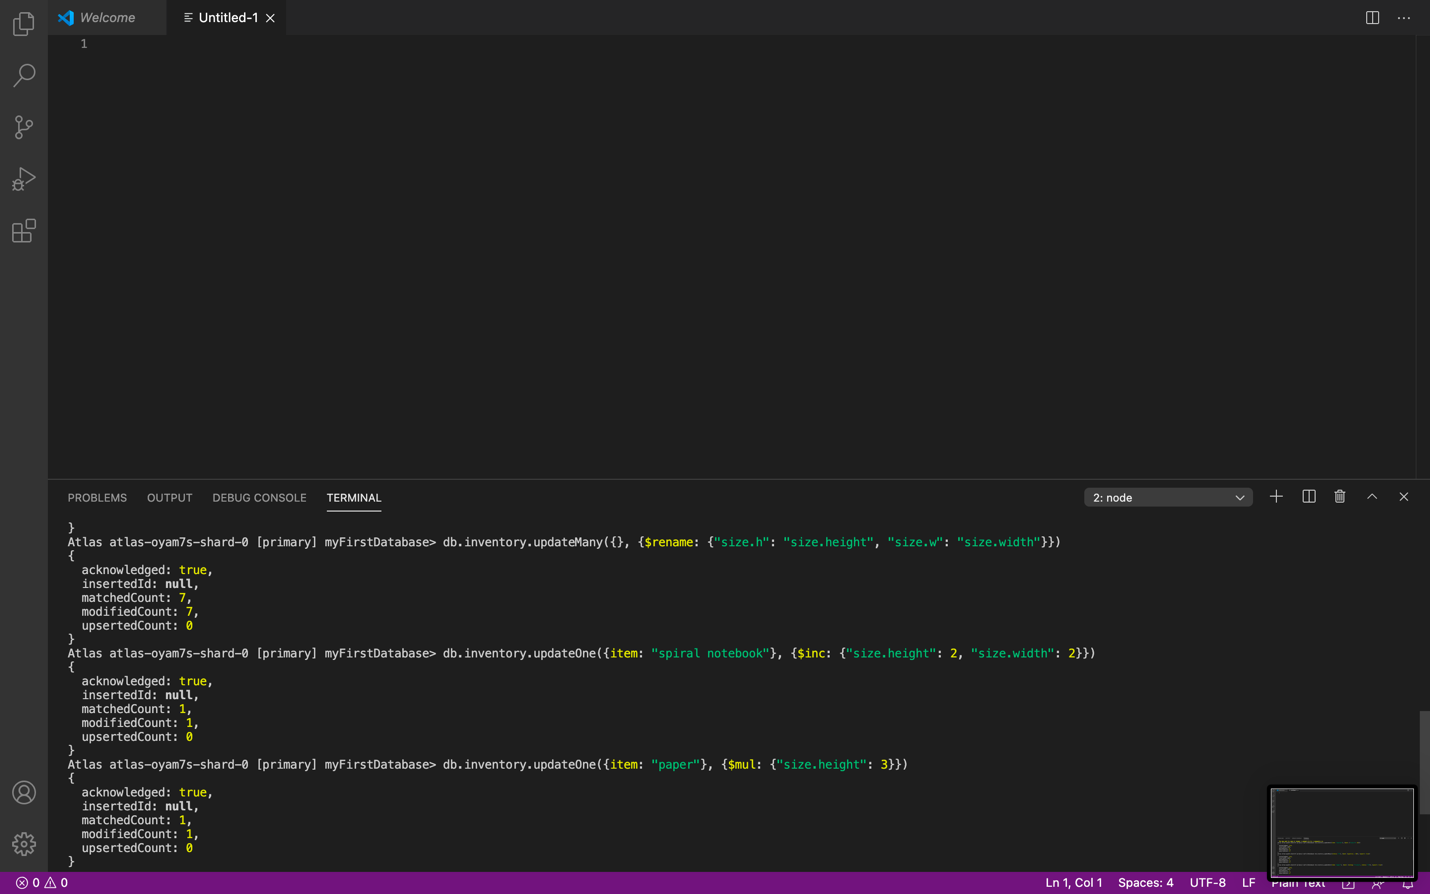 Welcome
Untitled-1
1
PROBLEMS OUTPUT DEBUG CONSOLE TERMINAL
2: node
}
Atlas atlas-oyam7s-shard-0 [primary] myFirstDatabase> db.inventory.updateMany({}, {$rename: {"size.h": "size.height", "size.w": "size.width"}})
{
  acknowledged: true,
  insertedId: null,
  matchedCount: 7,
  modifiedCount: 7,
  upsertedCount: 0
}
Atlas atlas-oyam7s-shard-0 [primary] myFirstDatabase> db.inventory.updateOne({item: "spiral notebook"}, {$inc: {"size.height": 2, "size.width": 2}})
{
  acknowledged: true,
  insertedId: null,
  matchedCount: 1,
  modifiedCount: 1,
  upsertedCount: 0
}
Atlas atlas-oyam7s-shard-0 [primary] myFirstDatabase> db.inventory.updateOne({item: "paper"}, {$mul: {"size.height": 3}})
{
  acknowledged: true,
  insertedId: null,
  matchedCount: 1,
  modifiedCount: 1,
  upsertedCount: 0
}
0 0 Ln 1, Col 1 Spaces: 4 UTF-8 LF Plain Text